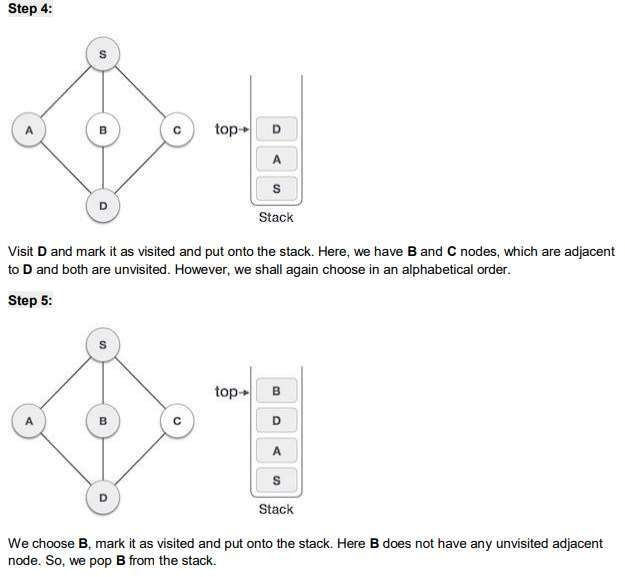 Step 4:
S
A
B
C
D
top→
D
A
S
Stack
Visit D and mark it as visited and put onto the stack. Here, we have B and C nodes, which are adjacent
to D and both are unvisited. However, we shall again choose in an alphabetical order.
Step 5:
S
A
B
C
D
top→
B
D
A
S
Stack
We choose B, mark it as visited and put onto the stack. Here B does not have any unvisited adjacent
node. So, we pop B from the stack.